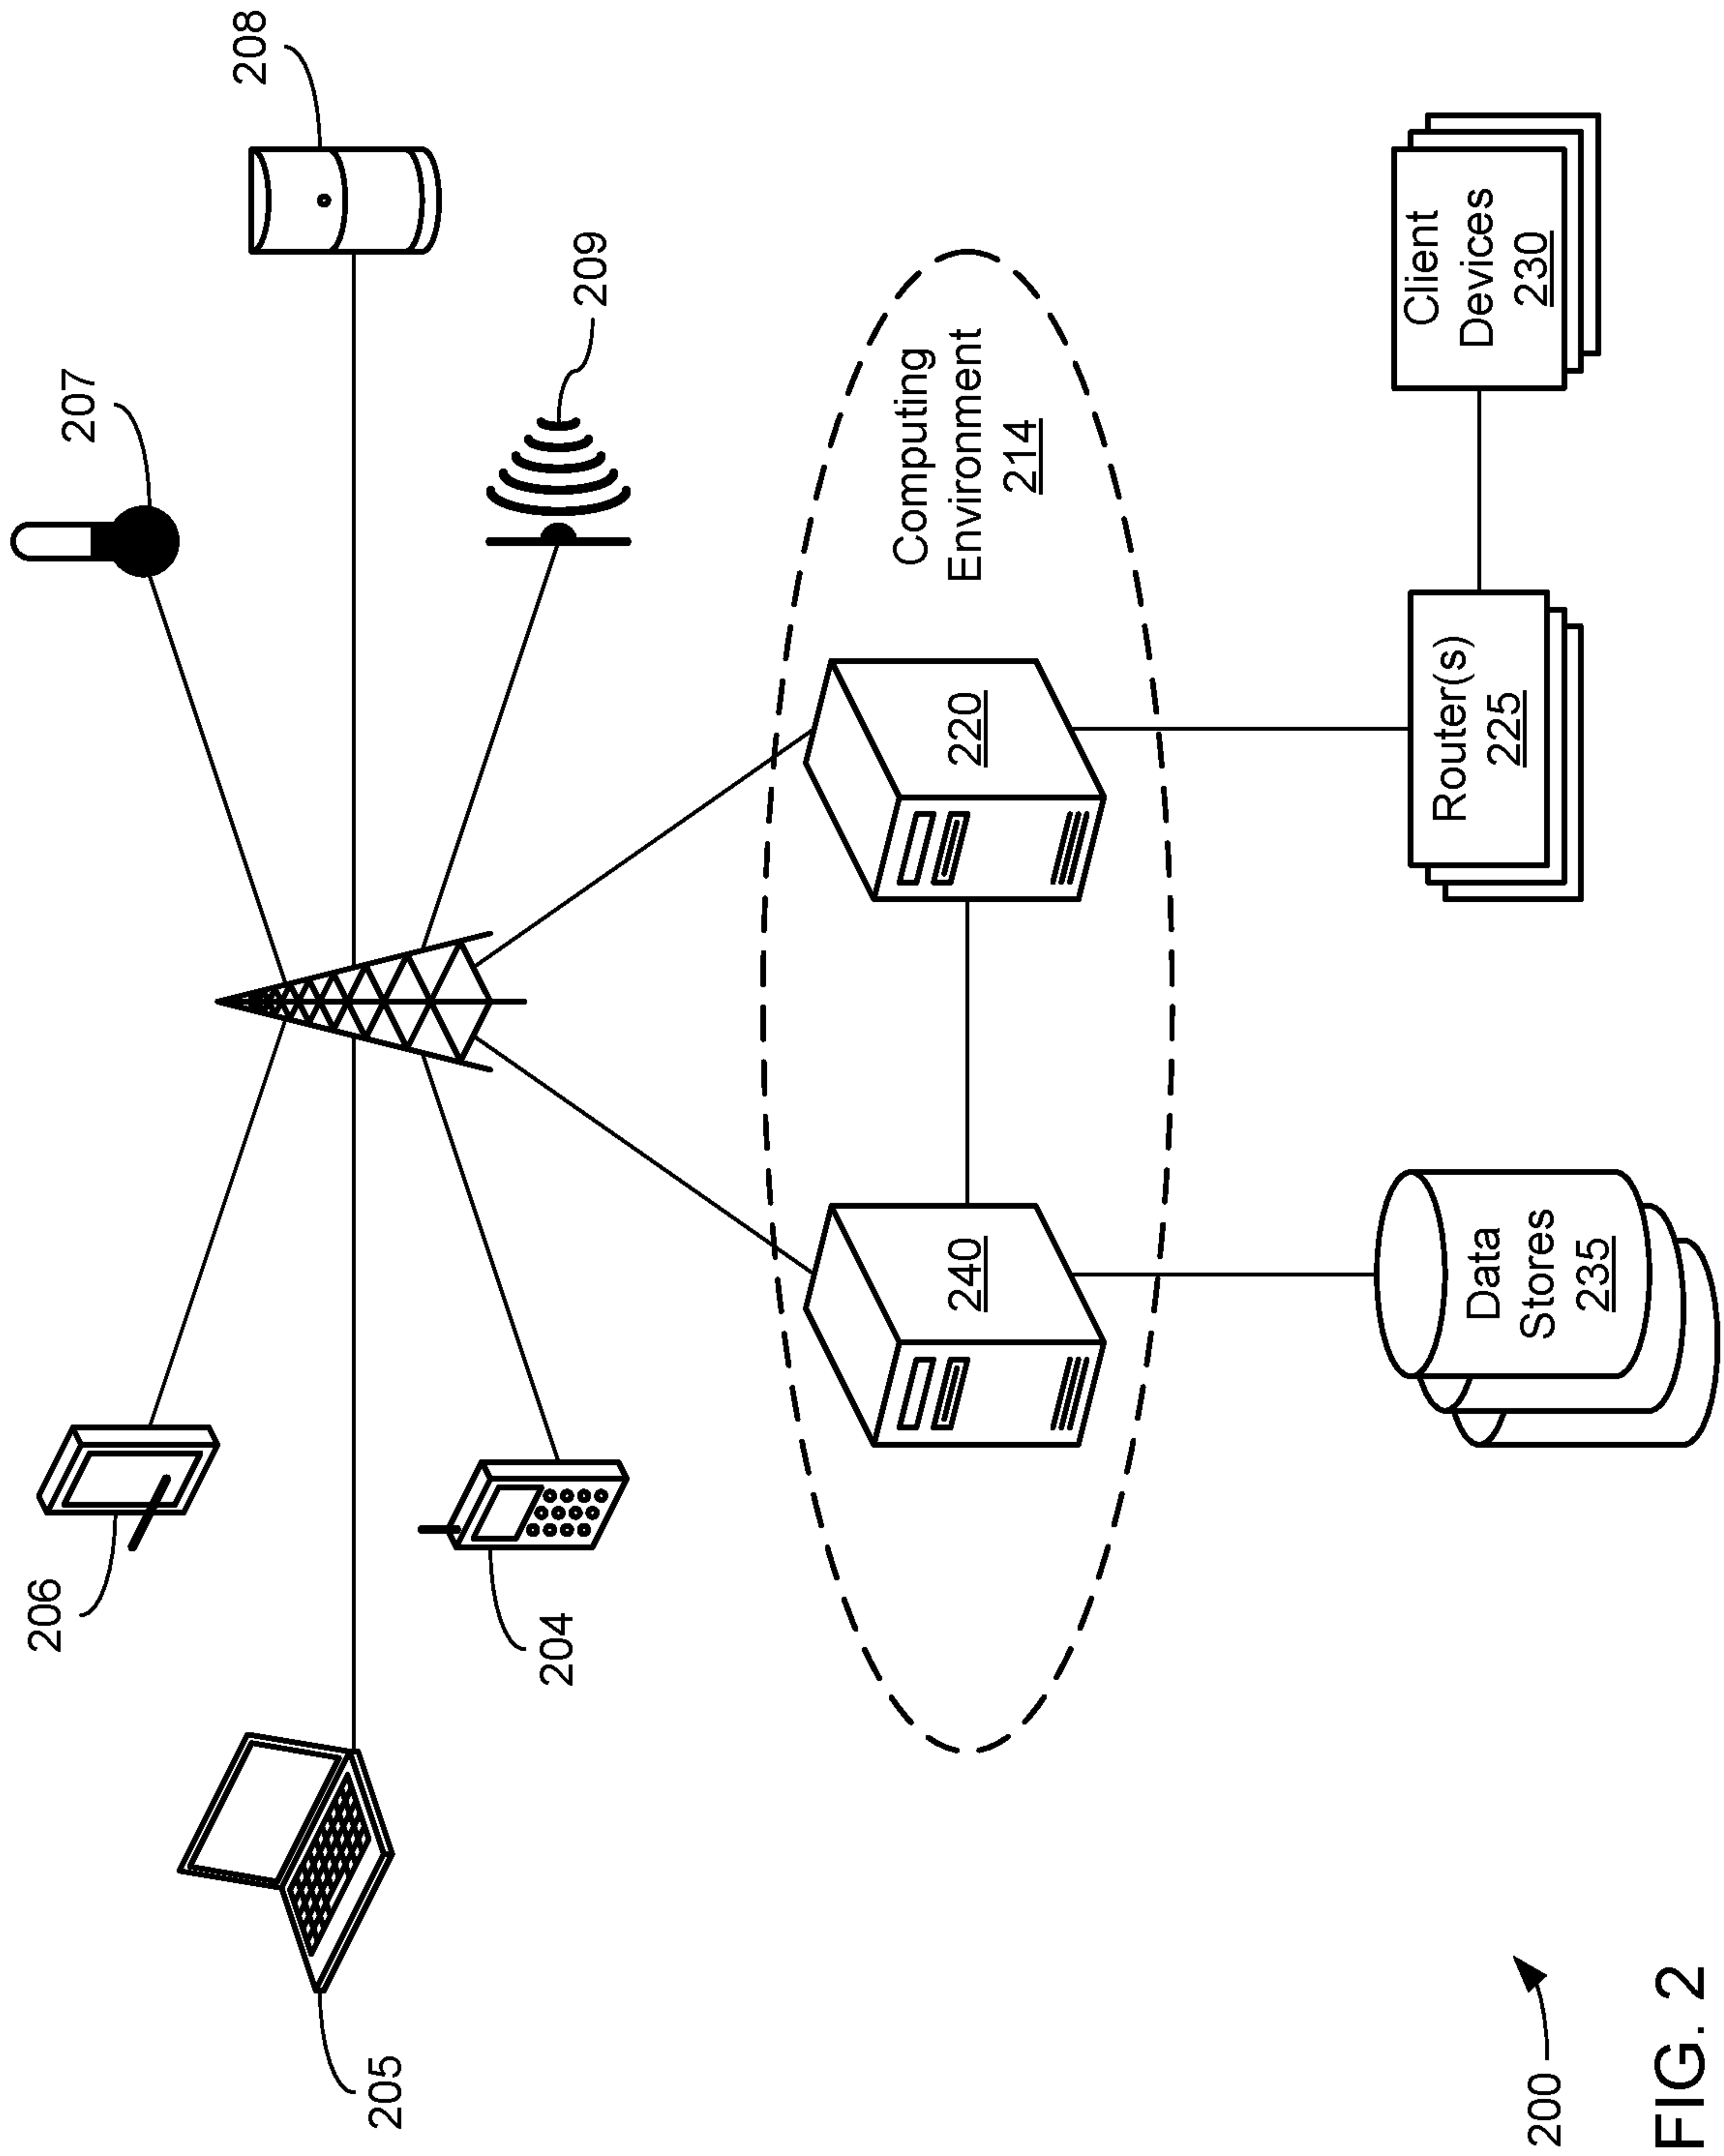 206
207
205
208
204
209
Computing
Environment
214
240
220
Data
Stores
235
Router(s)
225
Client
Devices
230
200
FIG. 2